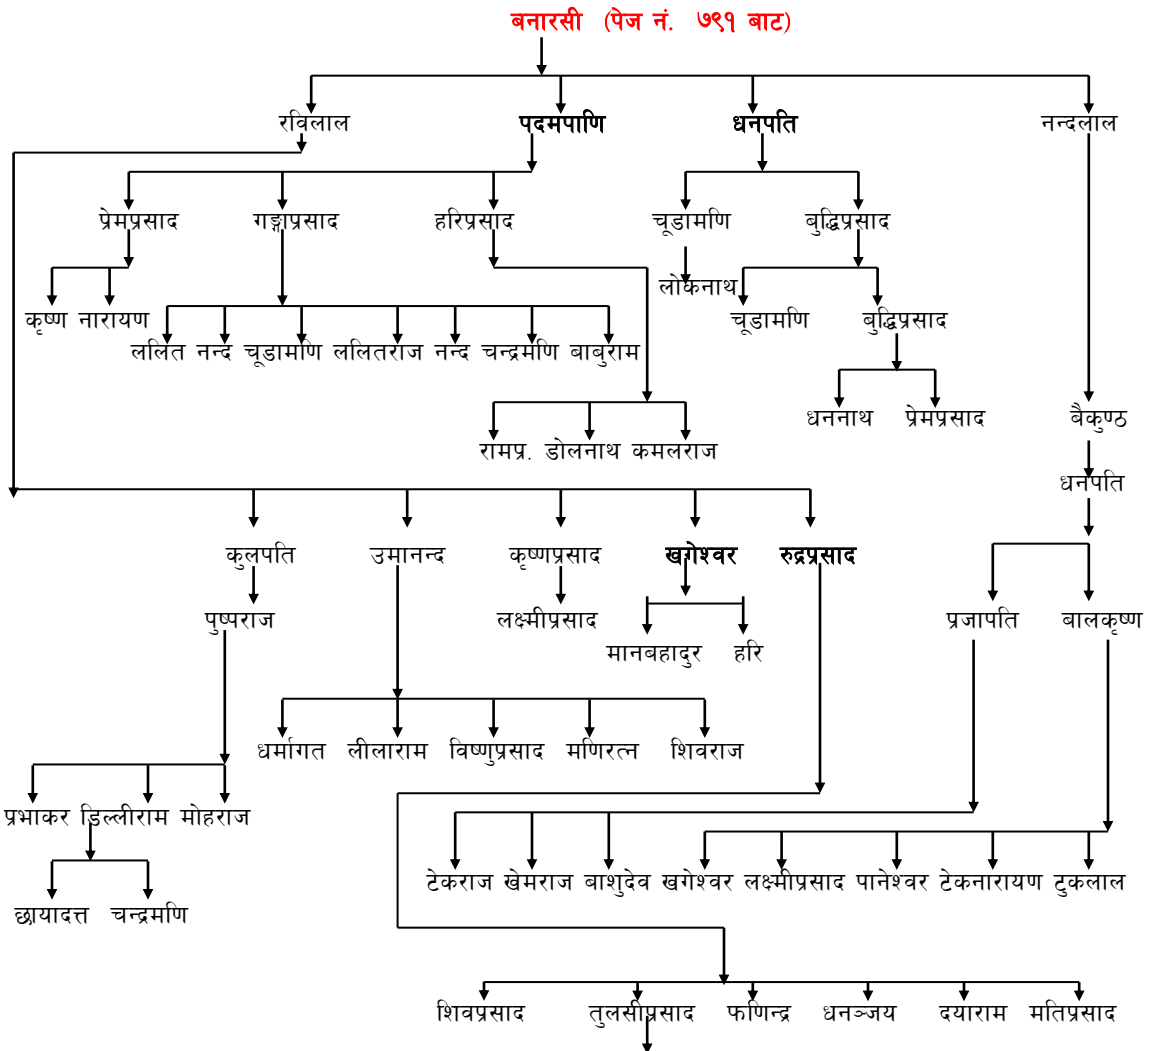 बनारसी (पेज नं. ७९१ बाट)
रविलाल पदमपाणि धनपति नन्दलाल
प्रेमप्रसाद गङ्गाप्रसाद हरिप्रसाद चूडामणि बुद्धिप्रसाद
लोकनाथ
कृष्ण नारायण चूडामणि बुद्धिप्रसाद
ललित नन्द चूडामणि ललितराज नन्द चन्द्रमणि बाबुराम
धननाथ प्रेमप्रसाद बैकुण्ठ
रामप्र. डोलनाथ कमलराज
धनपति
कुलपति उमानन्द कृष्णप्रसाद खगेश्वर रुद्रप्रसाद
पुष्पराज लक्ष्मीप्रसाद प्रजापति बालकृष्ण
मानबहादुर हरि
धर्मागत लीलाराम विष्णुप्रसाद मणिरत्न शिवराज
प्रभाकर डिल्लीराम मोहराज
टेकराज खेमराज बाशुदेव खगेश्वर लक्ष्मीप्रसाद पानेश्वर टेकनारायण टुकलाल
छायादत्त चन्द्रमणि
शिवप्रसाद तुलसीप्रसाद फणिन्द्र धनञ्जय दयाराम मतिप्रसाद